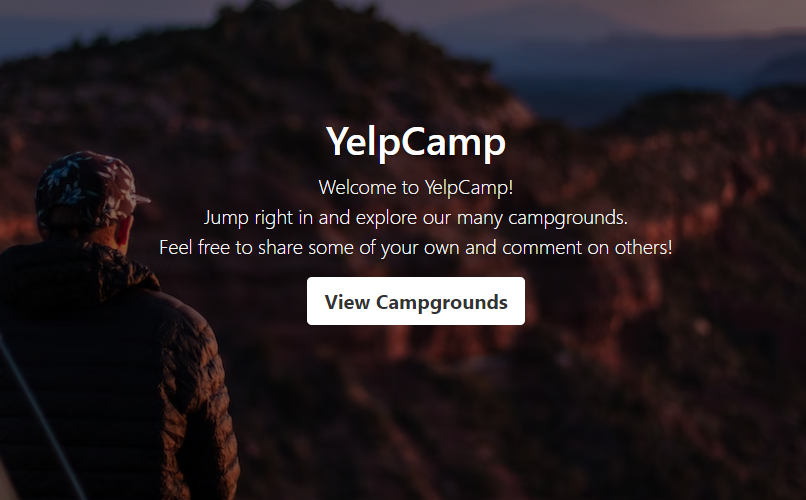 YelpCamp
Welcome to YelpCamp!
Jump right in and explore our many campgrounds.
Feel free to share some of your own and comment on others!
View Campgrounds